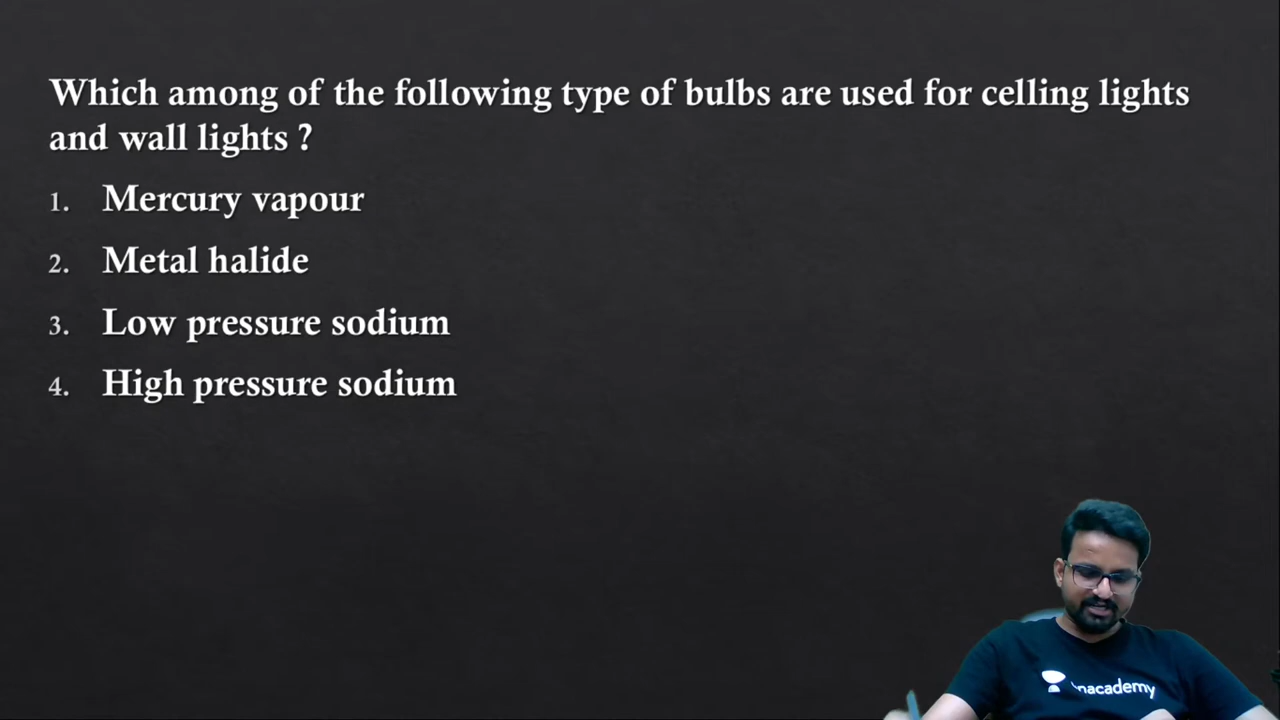 Which among of the following type of bulbs are used for celling lights
and wall lights ?
1. Mercury vapour
2. Metal halide
3. Low pressure sodium
4. High pressure sodium
unacademy